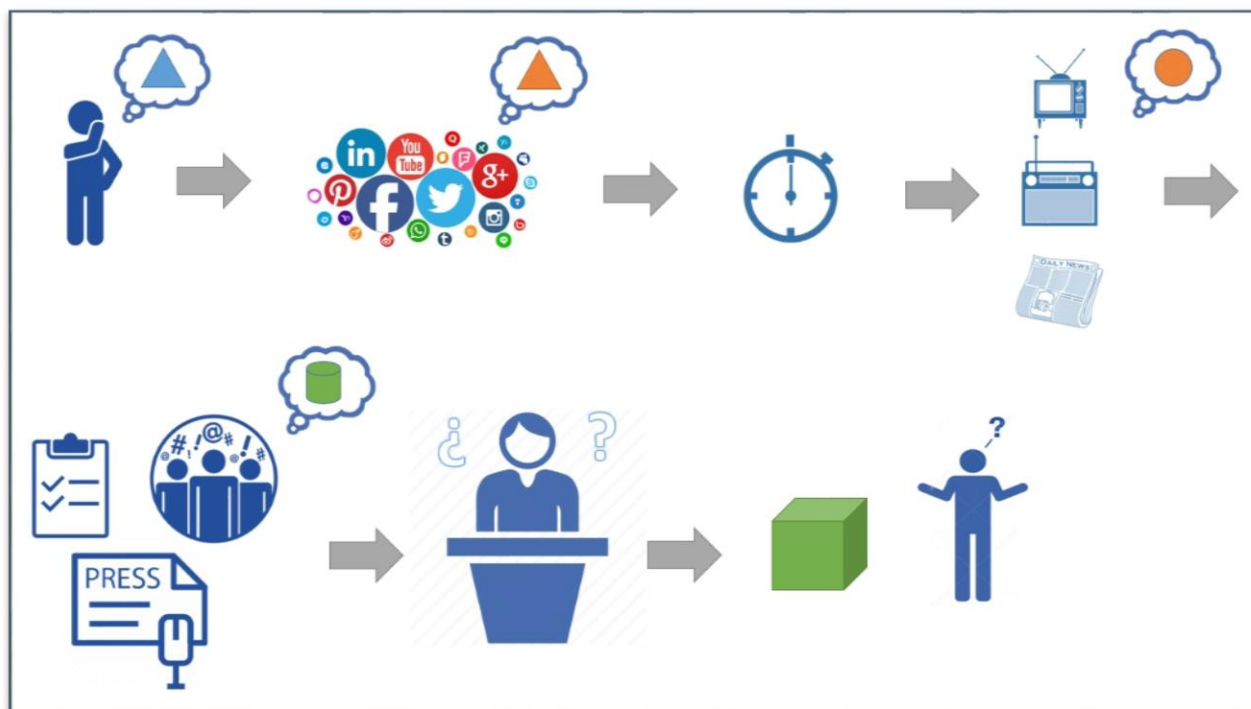 in
You
Tube
g+
f
DAILY NEWS
# ! @ # ! #
@ ! @
¿ ?
?
PRESS